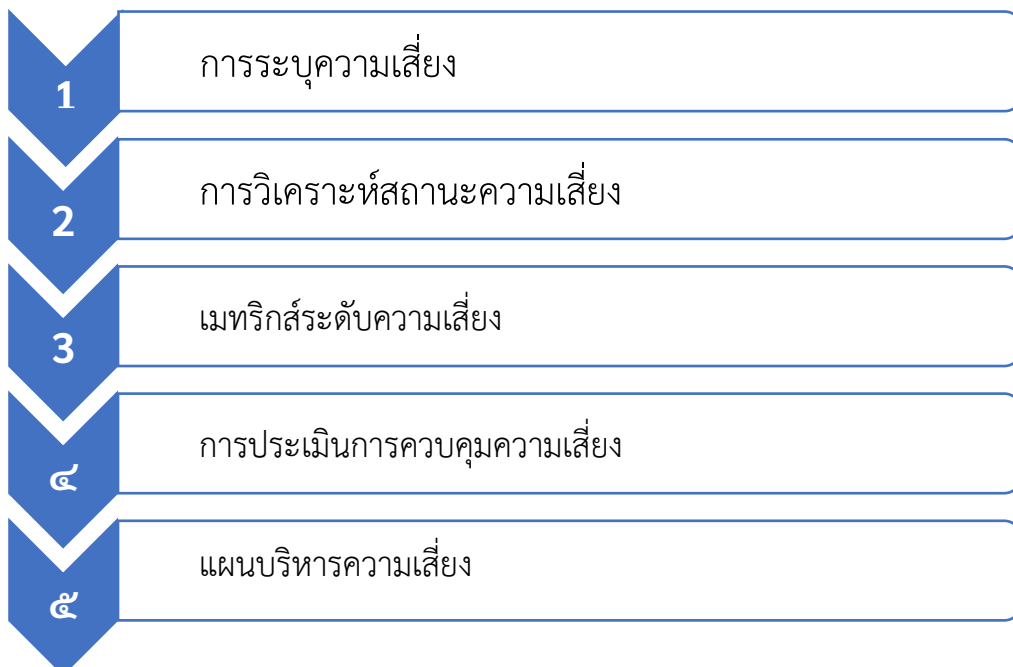 1
การระบุความเสี่ยง
2
การวิเคราะห์สถานะความเสี่ยง
3
เมทริกส์ระดับความเสี่ยง
๔
การประเมินการควบคุมความเสี่ยง
๕
แผนบริหารความเสี่ยง